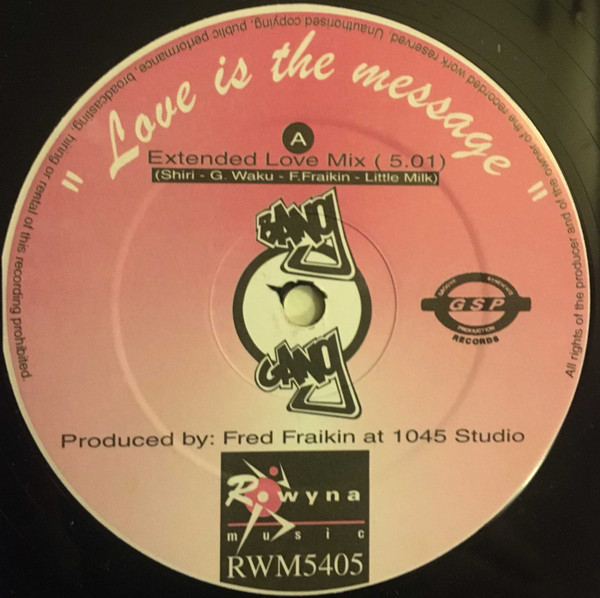 All rights of the producer and of the owner of the recorded work reserved. Unauthorised copying, public performance, broadcasting, hiring or rental of this recording prohibited.
" Love is the message "
A
Extended Love Mix ( 5.01)
(Shiri - G. Waku - F.Fraikin - Little Milk)
BANG
GANG
GSP
PRODUCTION
RECORDS
Produced by: Fred Fraikin at 1045 Studio
Rowyna
music
RWM5405